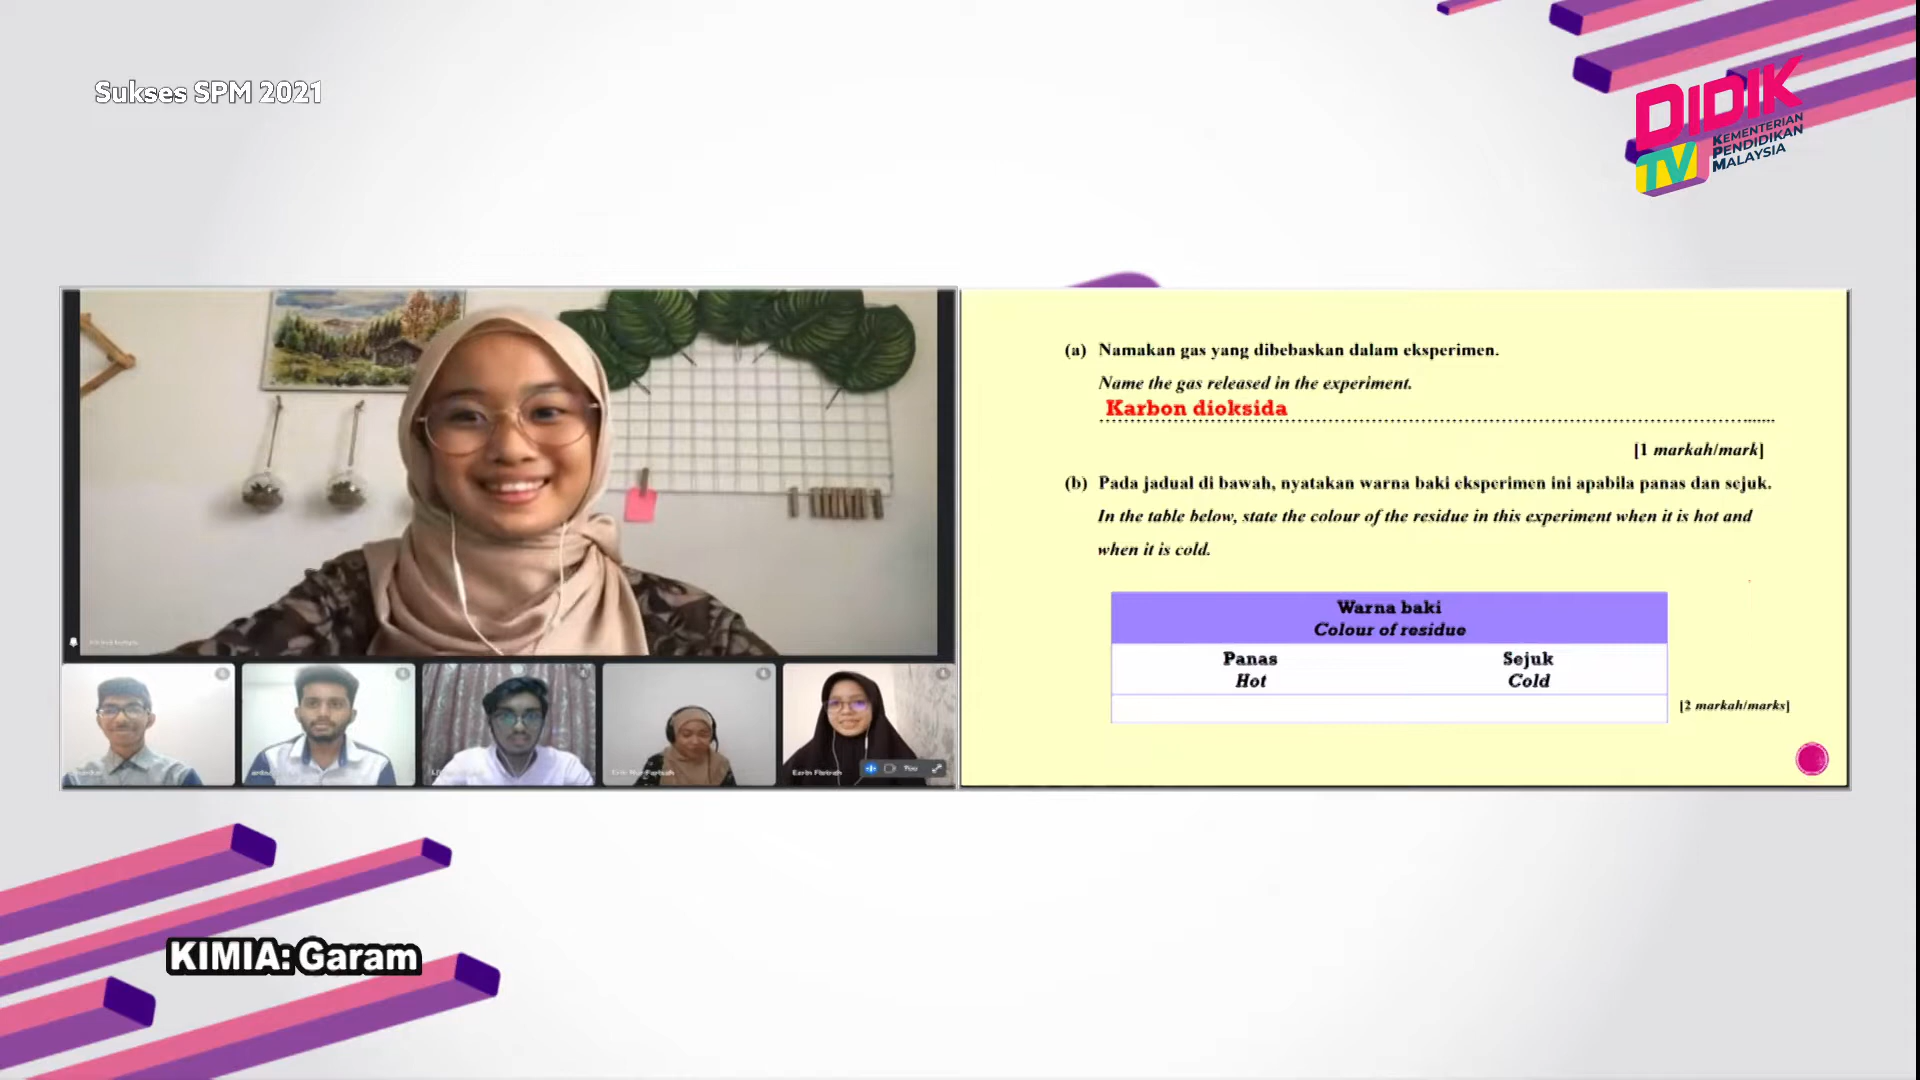 Sukses SPM 2021
DIDIK
TV
KEMENTERIAN
PENDIDIKAN
MALAYSIA
(a) Namakan gas yang dibebaskan dalam eksperimen.
Name the gas released in the experiment.
Karbon dioksida
[1 markah/mark]
(b) Pada jadual di bawah, nyatakan warna baki eksperimen ini apabila panas dan sejuk.
In the table below, state the colour of the residue in this experiment when it is hot and
when it is cold.
Warna baki
Colour of residue
Panas Sejuk
Hot Cold
[2 markah/marks]
You
KIMIA: Garam